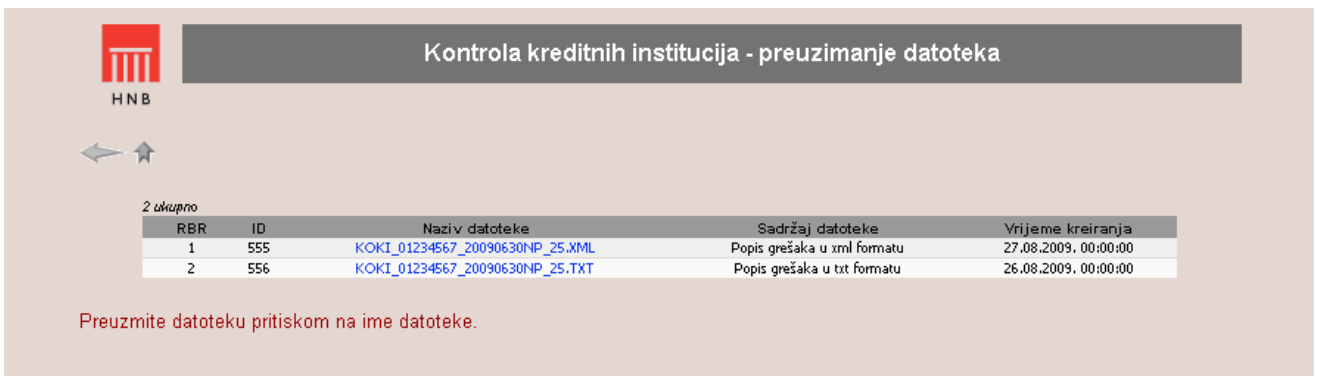 Kontrola kreditnih institucija - preuzimanje datoteka
HNB
2 ukupno
RBR ID Naziv datoteke Sadržaj datoteke Vrijeme kreiranja
1 555 KOKI_01234567_20090630NP_25.XML Popis grešaka u xml formatu 27.08.2009. 00:00:00
2 556 KOKI_01234567_20090630NP_25.TXT Popis grešaka u txt formatu 26.08.2009. 00:00:00
Preuzmite datoteku pritiskom na ime datoteke.